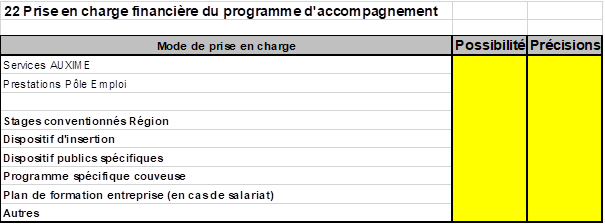 22 Prise en charge financière du programme d'accompagnement
Mode de prise en charge Possibilité Précisions
Services AUXIME
Prestations Pôle Emploi
Stages conventionnés Région
Dispositif d'insertion
Dispositif publics spécifiques
Programme spécifique couveuse
Plan de formation entreprise (en cas de salariat)
Autres